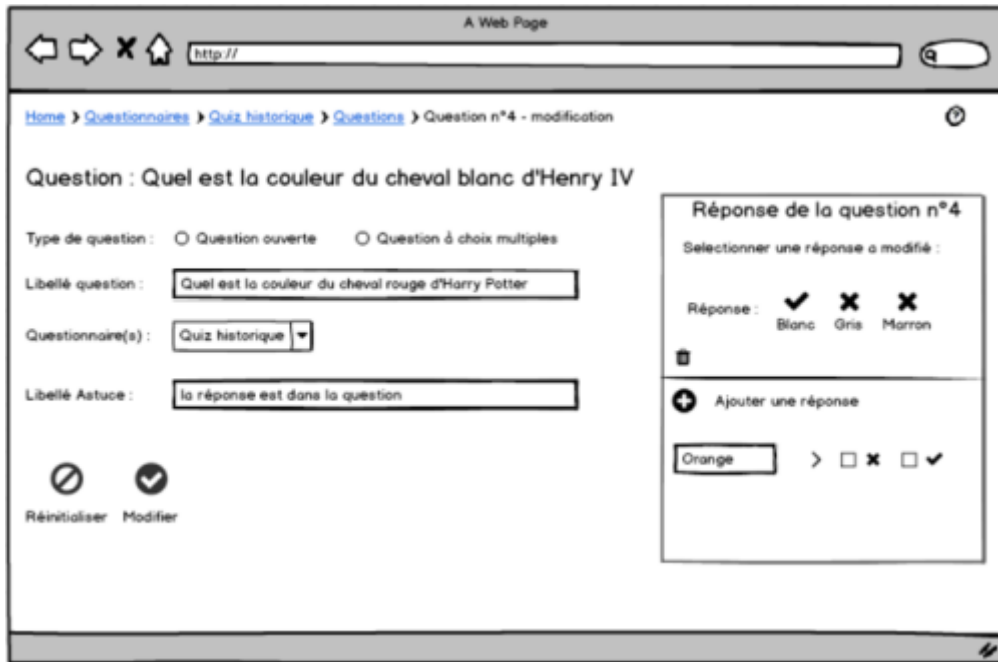 A Web Page
http://
Home > Questionnaires > Quiz historique > Questions > Question n°4 - modification
Question : Quel est la couleur du cheval blanc d'Henry IV
Type de question : Question ouverte Question à choix multiples
Libellé question : Quel est la couleur du cheval rouge d'Harry Potter
Questionnaire(s) : Quiz historique
Libellé Astuce : la réponse est dans la question
Réinitialiser Modifier
Réponse de la question n°4
Selectionner une réponse a modifié :
Réponse :
Blanc Gris Marron
Ajouter une réponse
Orange >